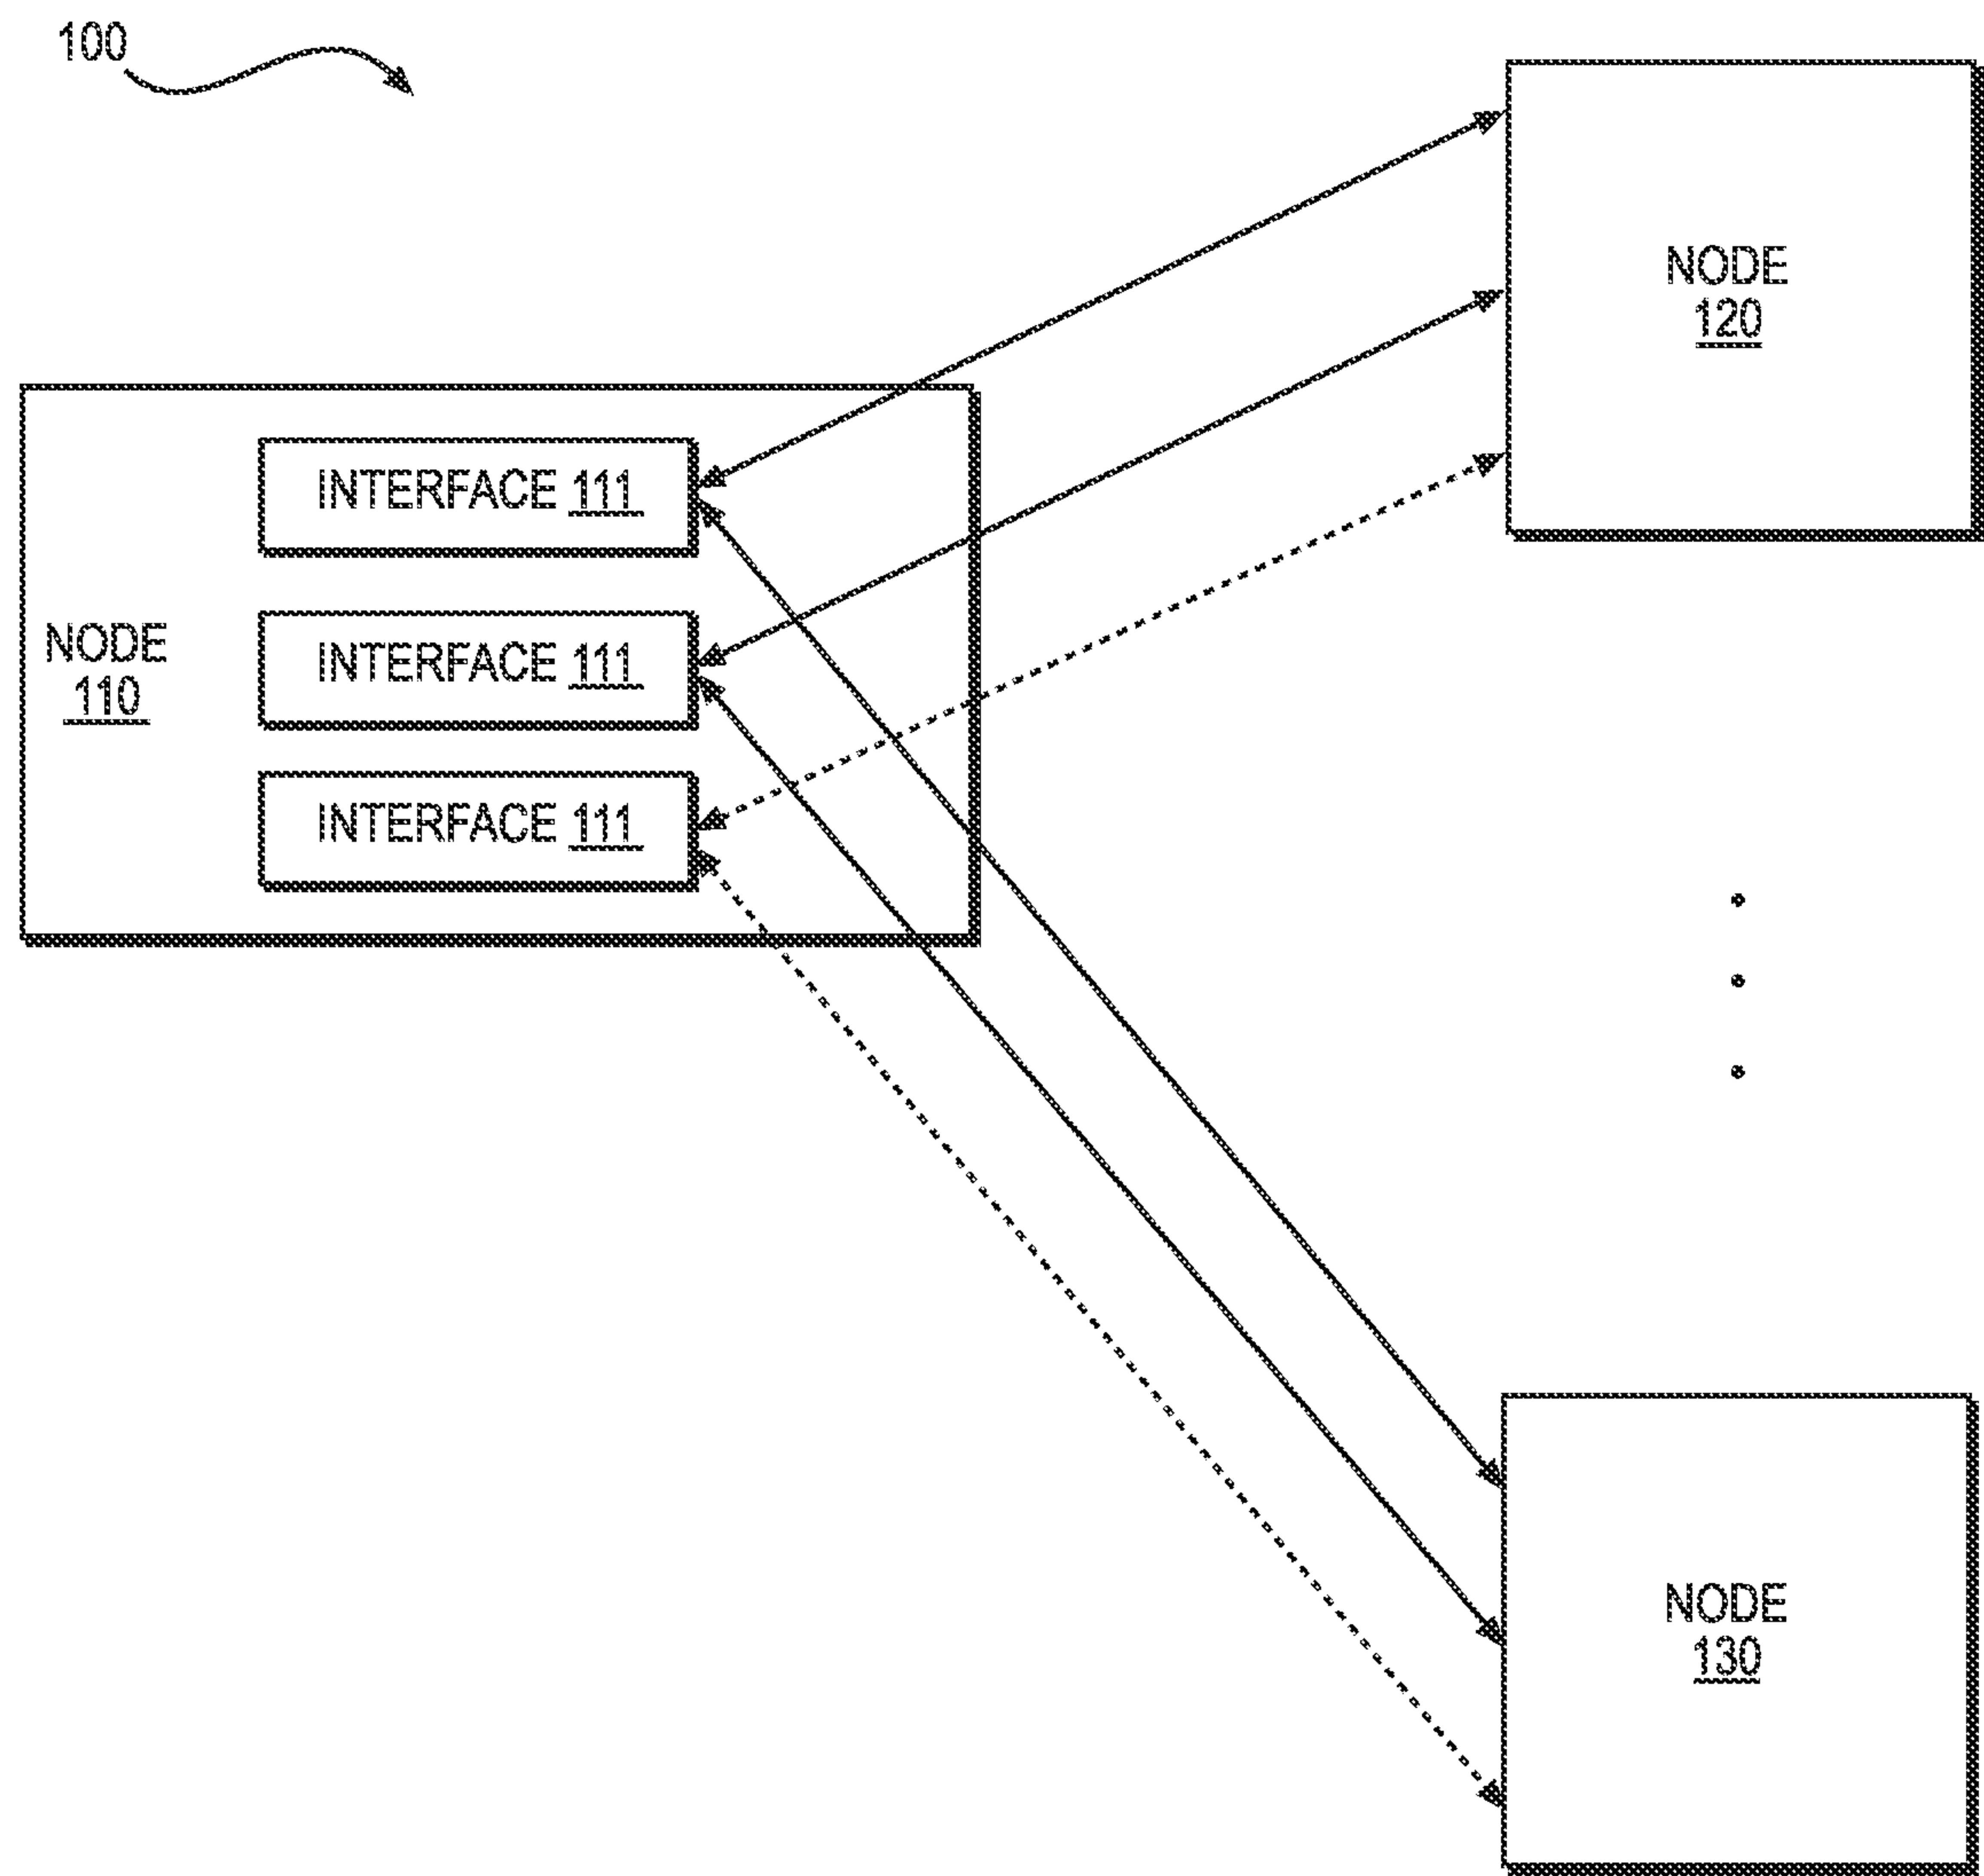 100
NODE
120
INTERFACE 111
NODE
110
INTERFACE 111
INTERFACE 111
NODE
130